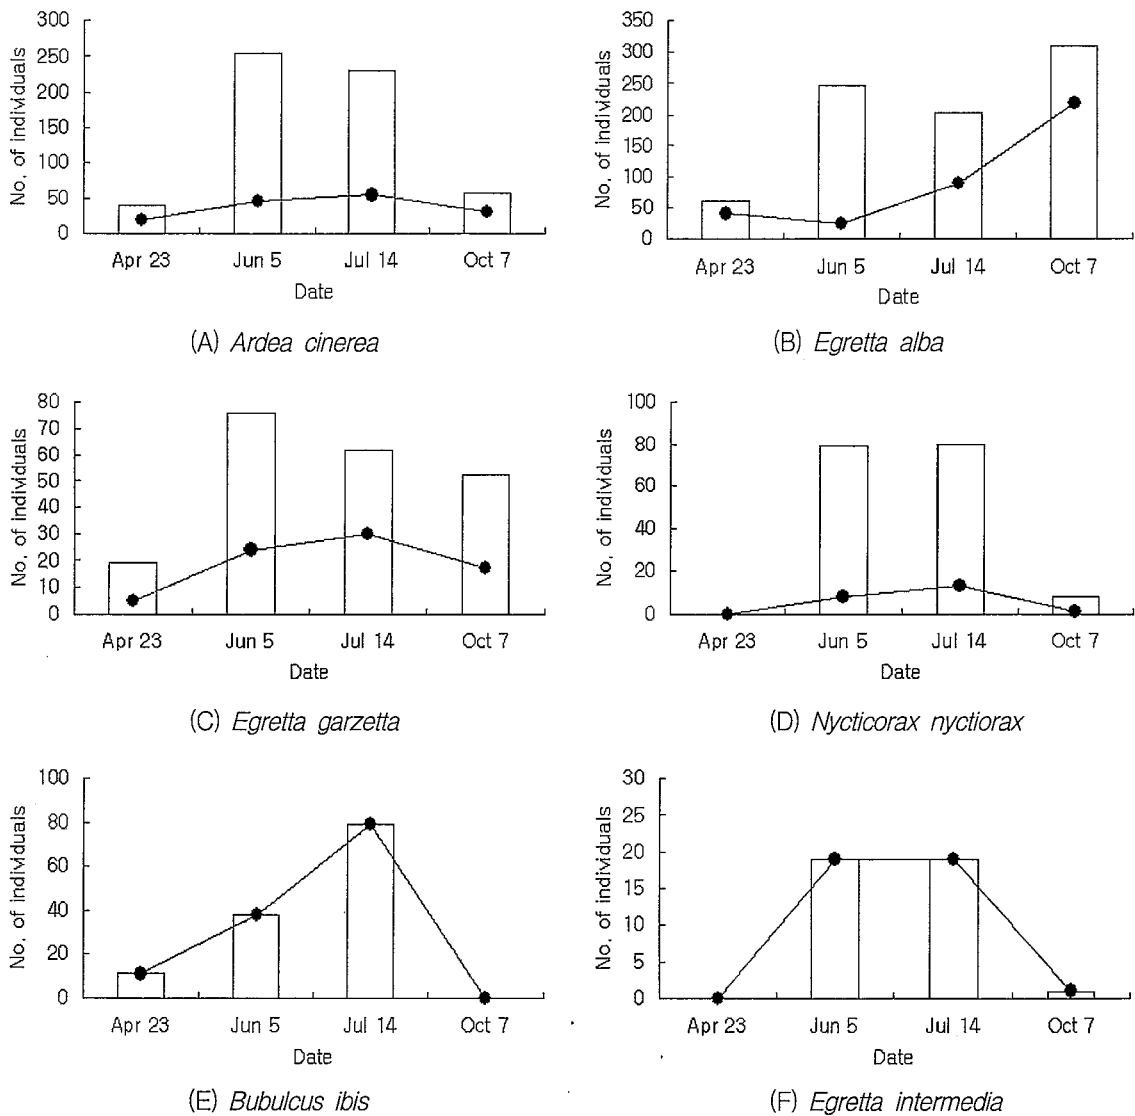 No. of individuals
300
250
200
150
100
50
0
Apr 23 Jun 5 Jul 14 Oct 7
Date
(A) Ardea cinerea
No. of individuals
350
300
250
200
150
100
50
0
Apr 23 Jun 5 Jul 14 Oct 7
Date
(B) Egretta alba
No. of individuals
80
70
60
50
40
30
20
10
0
Apr 23 Jun 5 Jul 14 Oct 7
Date
(C) Egretta garzetta
No. of individuals
100
80
60
40
20
0
Apr 23 Jun 5 Jul 14 Oct 7
Date
(D) Nycticorax nyctiorax
No. of individuals
100
80
60
40
20
0
Apr 23 Jun 5 Jul 14 Oct 7
Date
(E) Bubulcus ibis
No. of individuals
30
25
20
15
10
5
0
Apr 23 Jun 5 Jul 14 Oct 7
Date
(F) Egretta intermedia